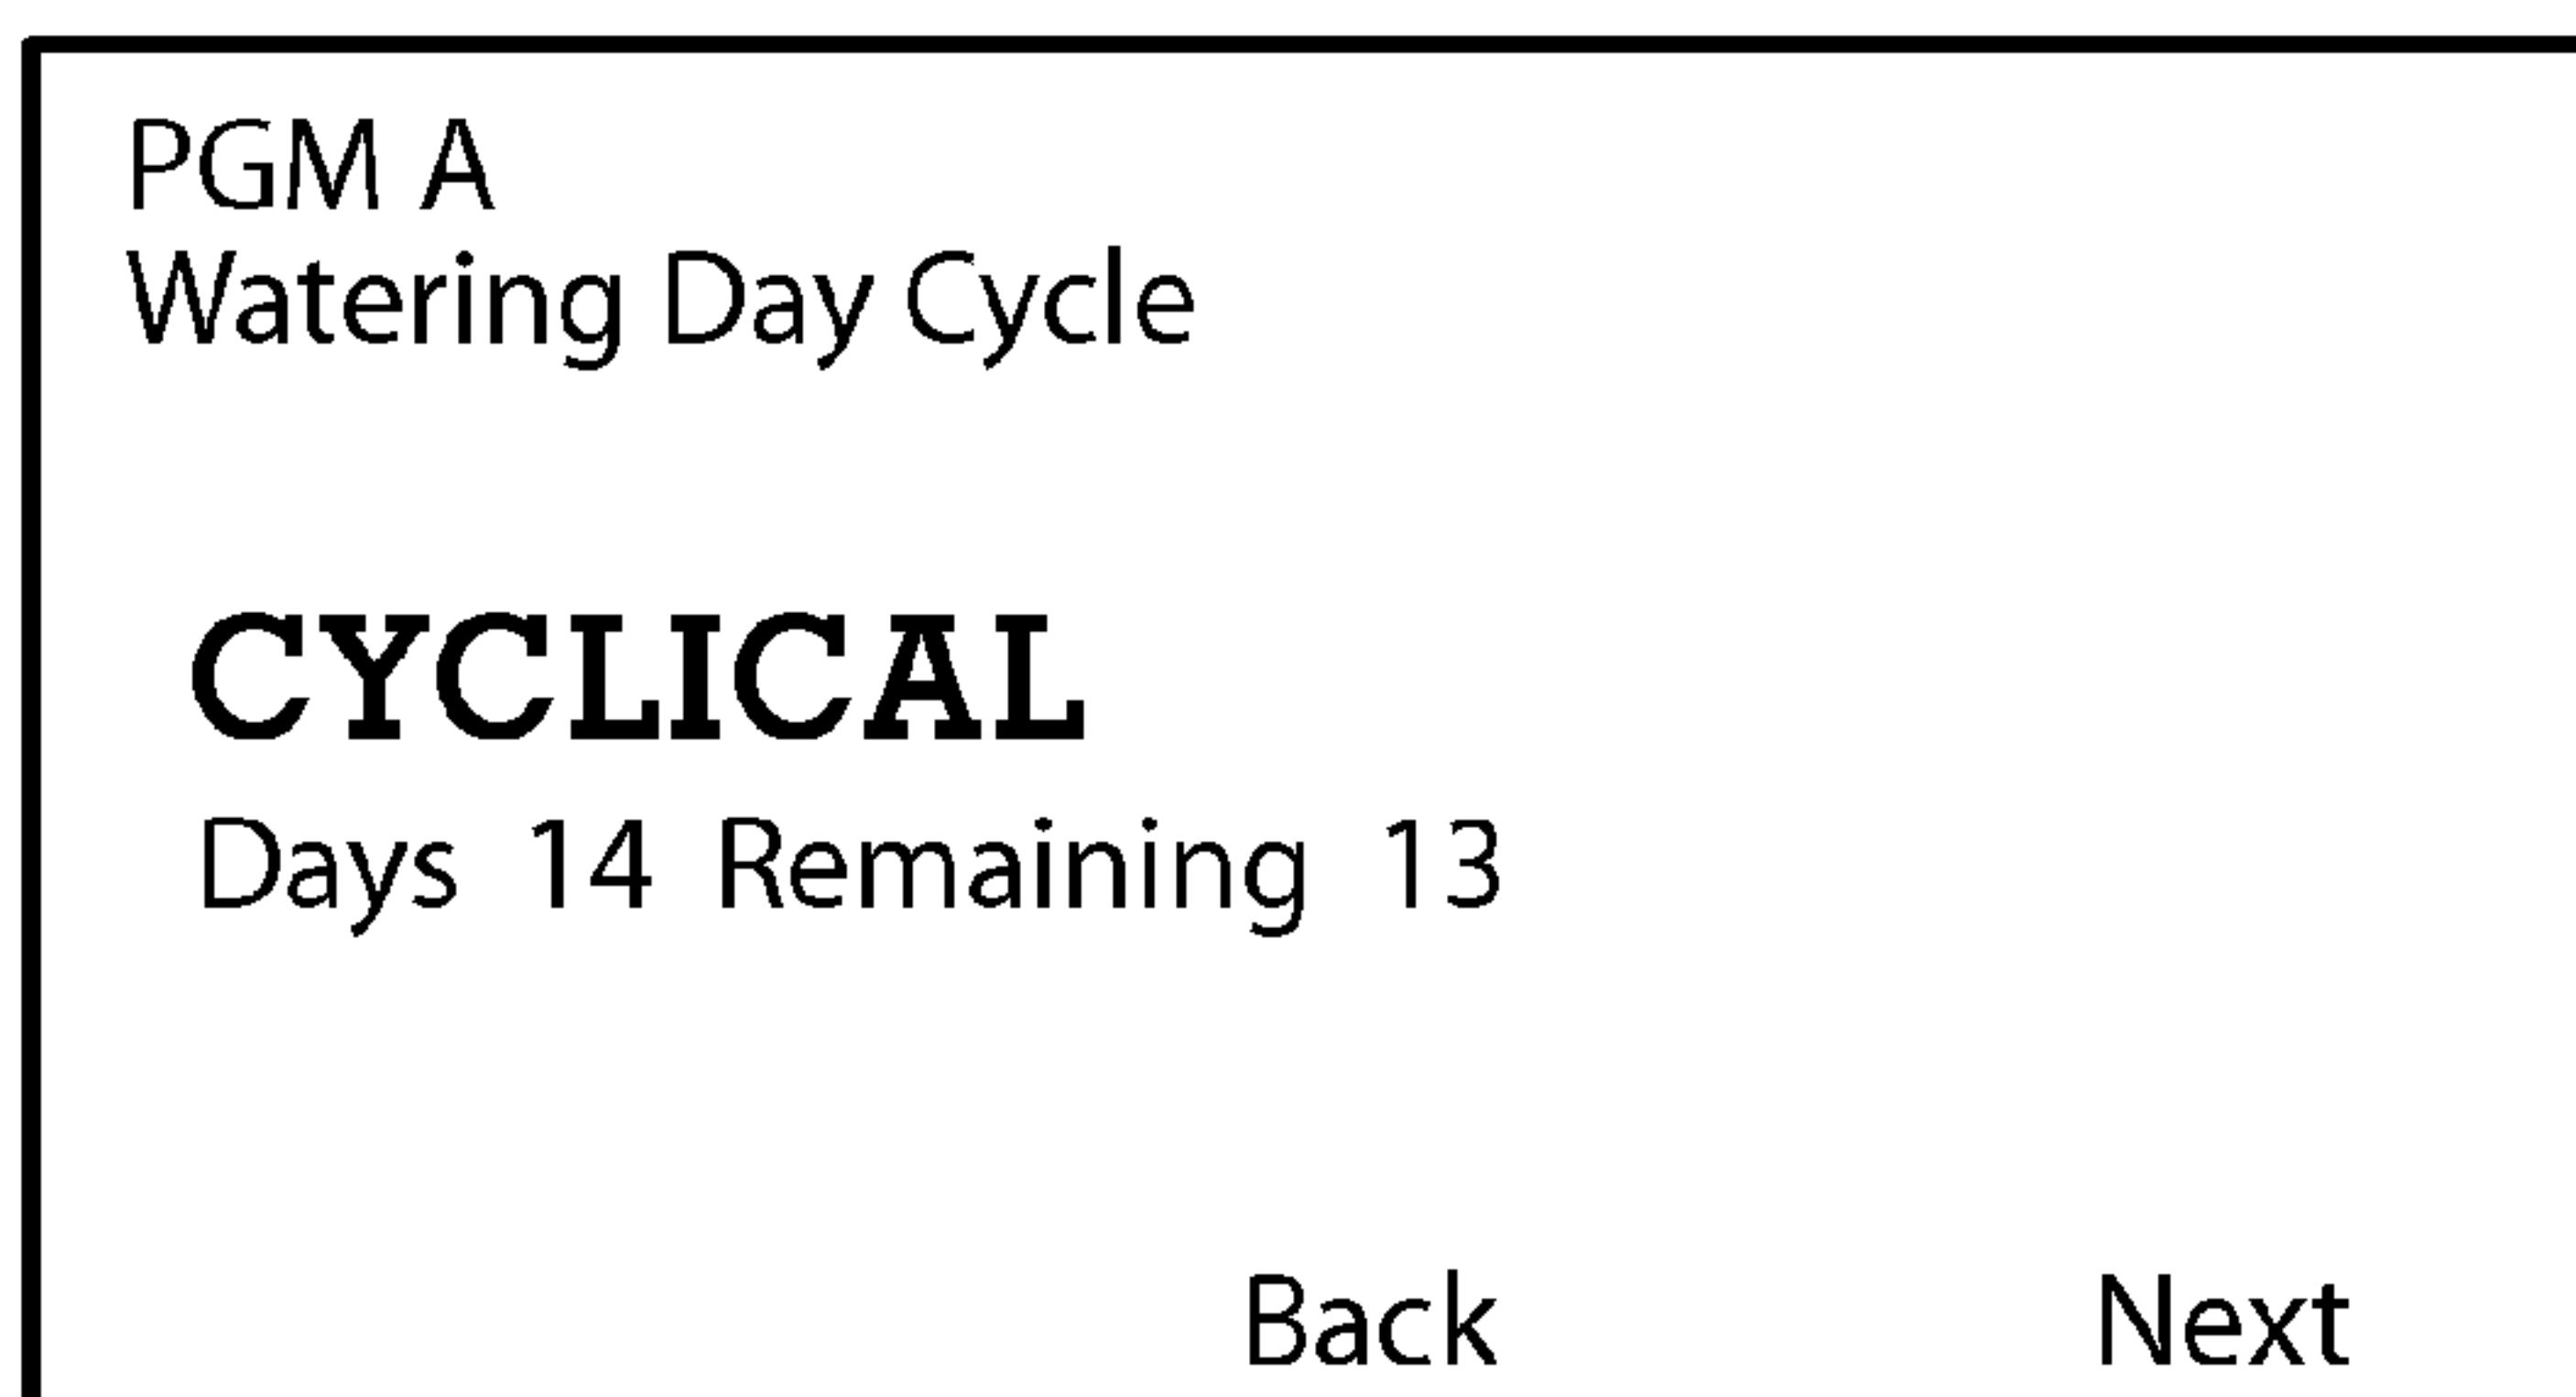 PGM A
Watering Day Cycle
CYCLICAL
Days 14 Remaining 13
Back Next